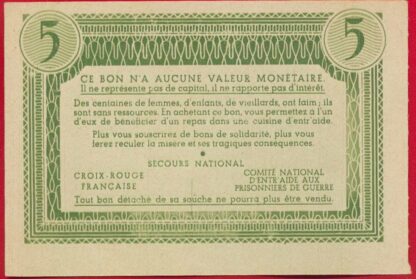 5 5
CE BON N'A AUCUNE VALEUR MONÉTAIRE.
Il ne représente pas de capital, il ne rapporte pas d'intérêt.
Des centaines de femmes, d'enfants, de vieillards, ont faim ; ils
sont sans ressources. En achetant ce bon, vous permettez à l'un
d'eux de bénéficier d'un repas dans une cuisine d'entr'aide.
Plus vous souscrirez de bons de solidarité, plus vous
ferez reculer la misère et ses tragiques conséquences.
SECOURS NATIONAL
CROIX-ROUGE COMITÉ NATIONAL
FRANÇAISE D'ENTR'AIDE AUX
PRISONNIERS DE GUERRE
Tout bon détaché de sa souche ne pourra plus être vendu.